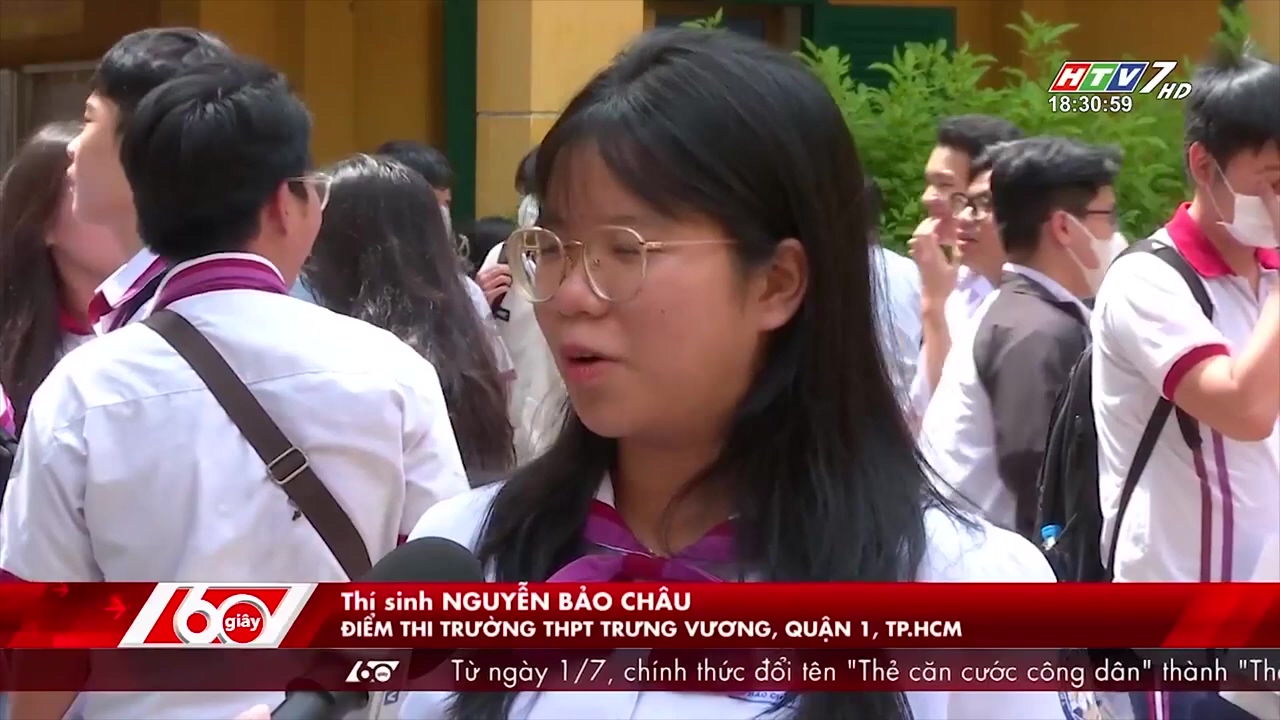 HTV7 HD
18:30:59
60 giây
Thí sinh NGUYỄN BẢO CHÂU
ĐIỂM THI TRƯỜNG THPT TRƯNG VƯƠNG, QUẬN 1, TP.HCM
60 Từ ngày 1/7, chính thức đổi tên "Thẻ căn cước công dân" thành "Thẻ